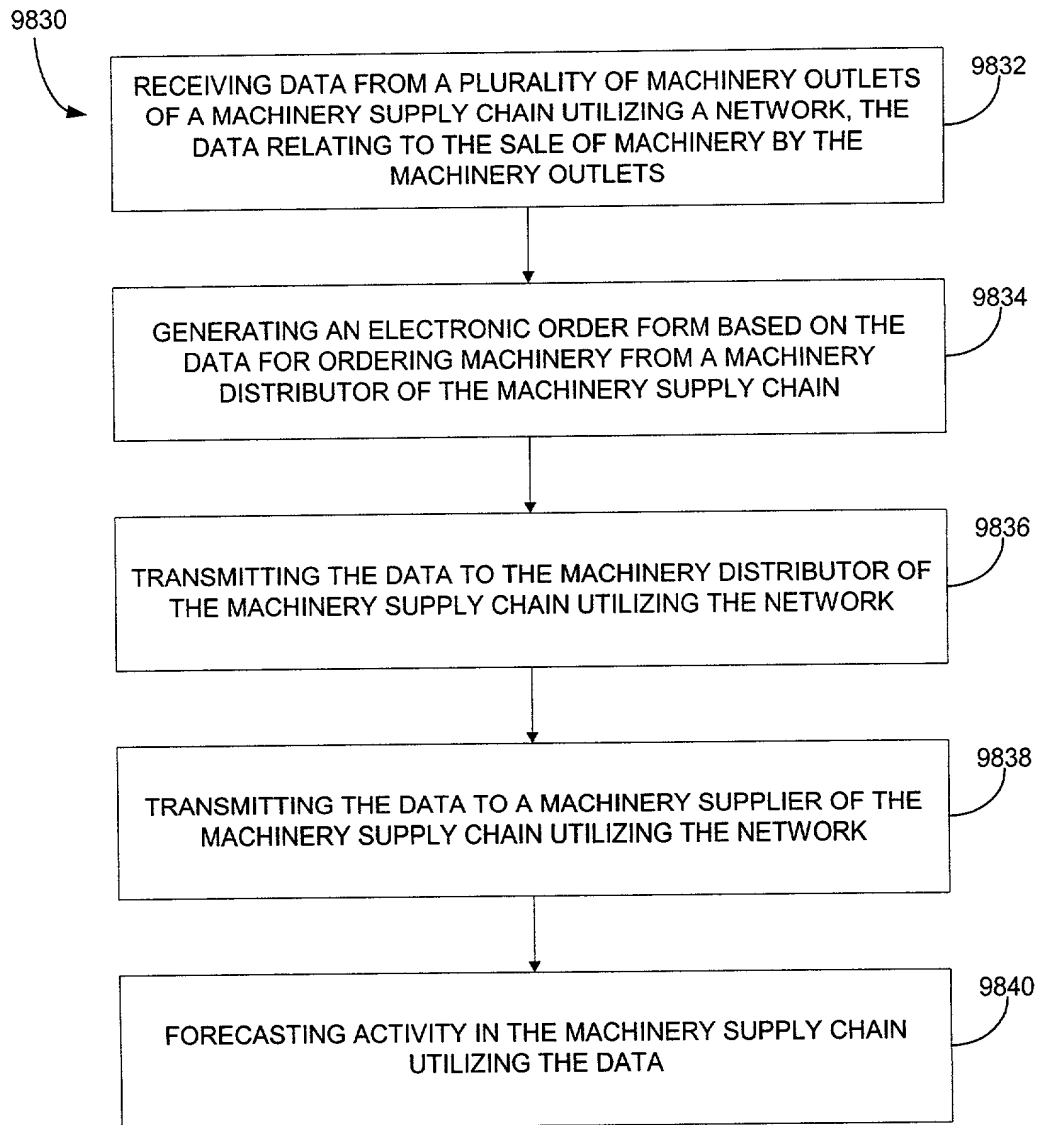 9830
9832
RECEIVING DATA FROM A PLURALITY OF MACHINERY OUTLETS
OF A MACHINERY SUPPLY CHAIN UTILIZING A NETWORK, THE
DATA RELATING TO THE SALE OF MACHINERY BY THE
MACHINERY OUTLETS
9834
GENERATING AN ELECTRONIC ORDER FORM BASED ON THE
DATA FOR ORDERING MACHINERY FROM A MACHINERY
DISTRIBUTOR OF THE MACHINERY SUPPLY CHAIN
9836
TRANSMITTING THE DATA TO THE MACHINERY DISTRIBUTOR OF
THE MACHINERY SUPPLY CHAIN UTILIZING THE NETWORK
9838
TRANSMITTING THE DATA TO A MACHINERY SUPPLIER OF THE
MACHINERY SUPPLY CHAIN UTILIZING THE NETWORK
9840
FORECASTING ACTIVITY IN THE MACHINERY SUPPLY CHAIN
UTILIZING THE DATA